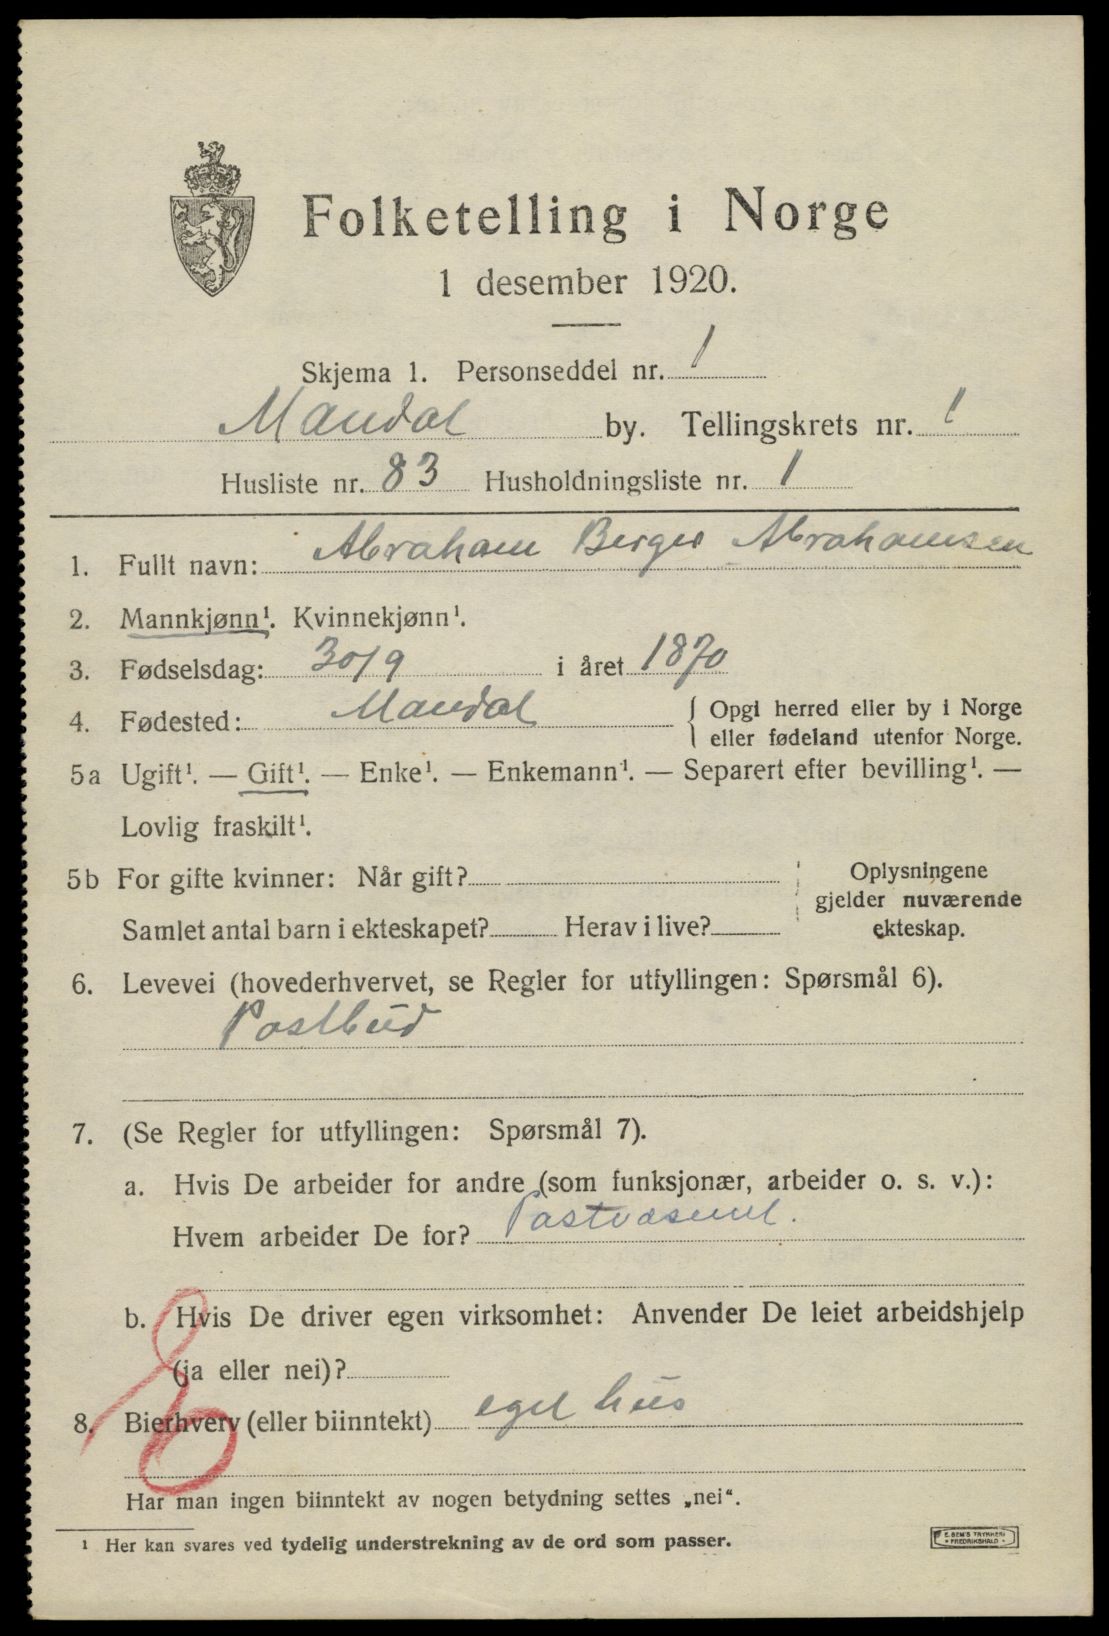 Folketelling i Norge
1 desember 1920.
Skjema 1. Personseddel nr. 1
Mandal by. Tellingskrets nr. 1
Husliste nr. 83 Husholdningsliste nr. 1
1. Fullt navn: Abraham Berger Abrahamsen
2. Mannkjønn¹. Kvinnekjønn¹.
3. Fødselsdag: 30/9 i året 1870
4. Fødested: Mandal { Opgi herred eller by i Norge
eller fødeland utenfor Norge.
5a Ugift¹. — Gift¹. — Enke¹. — Enkemann¹. — Separert efter bevilling¹. —
Lovlig fraskilt¹.
5b For gifte kvinner: Når gift?
Samlet antal barn i ekteskapet? Herav i live?
Oplysningene
gjelder nuværende
ekteskap.
6. Levevei (hovederhvervet, se Regler for utfyllingen: Spørsmål 6).
Postbud
7. (Se Regler for utfyllingen: Spørsmål 7).
a. Hvis De arbeider for andre (som funksjonær, arbeider o. s. v.):
Hvem arbeider De for? Postvæsenet.
b. Hvis De driver egen virksomhet: Anvender De leiet arbeidshjelp
(ja eller nei)?
8. Bierhverv (eller biinntekt) eget hus
Har man ingen biinntekt av nogen betydning settes „nei“.
¹ Her kan svares ved tydelig understrekning av de ord som passer.
E. SEM'S TRYKKERI
FREDRIKSHALD